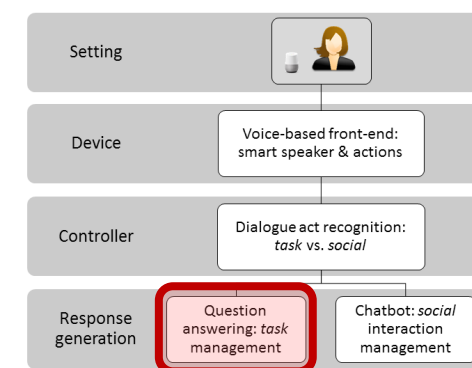 Setting
Device
Voice-based front-end:
smart speaker & actions
Controller
Dialogue act recognition:
task vs. social
Response
generation
Question
answering: task
management
Chatbot: social
interaction
management